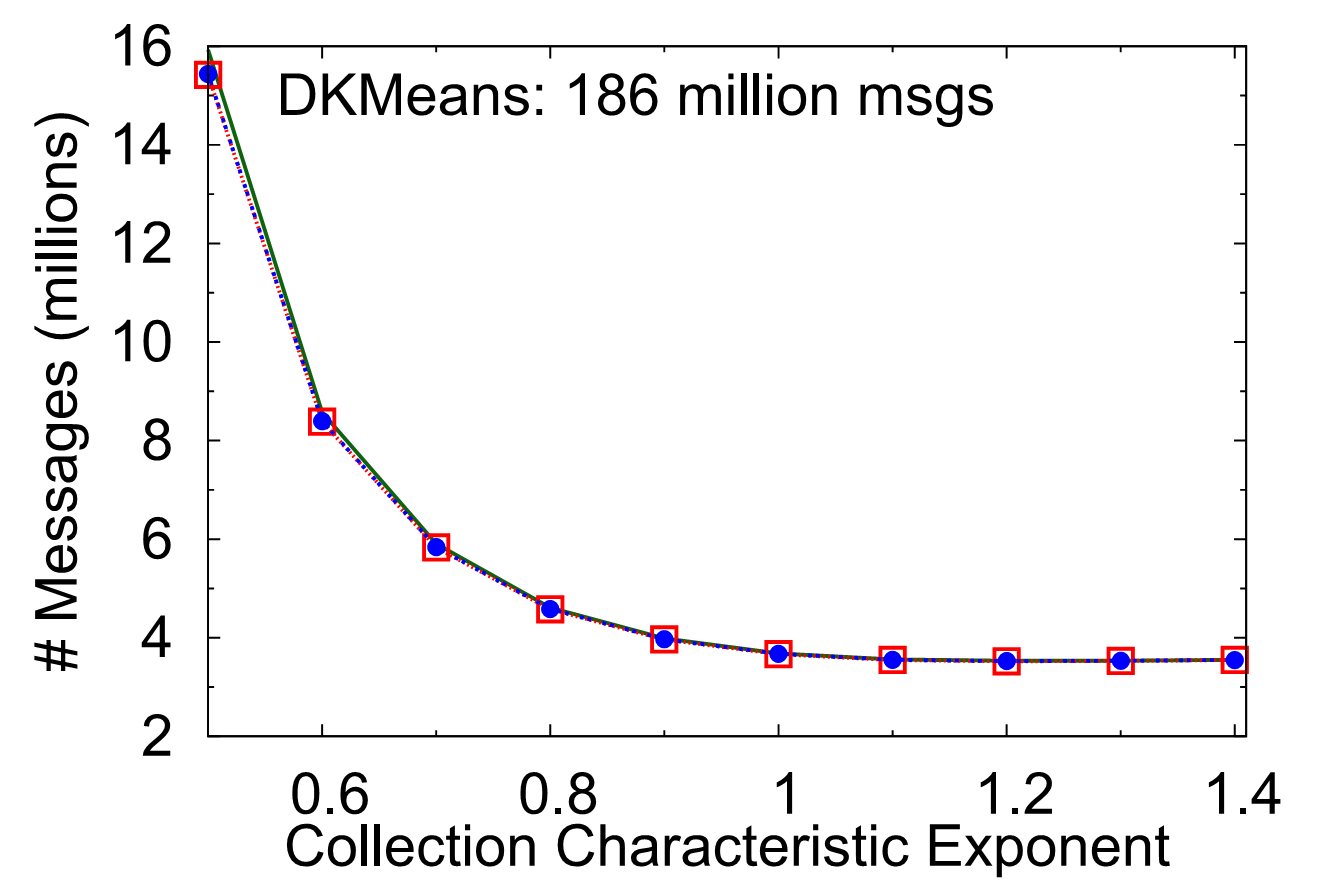 DKMeans: 186 million msgs
# Messages (millions)
16
14
12
10
8
6
4
2
0.6 0.8 1 1.2 1.4
Collection Characteristic Exponent